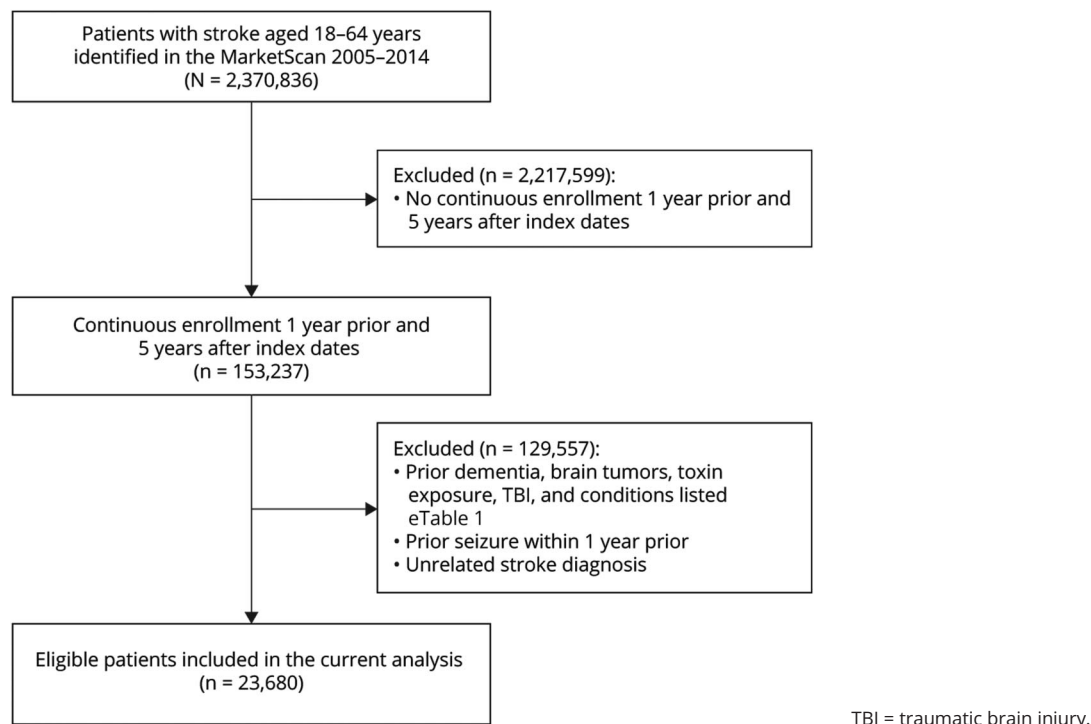 Patients with stroke aged 18–64 years
identified in the MarketScan 2005–2014
(N = 2,370,836)
Excluded (n = 2,217,599):
• No continuous enrollment 1 year prior and
5 years after index dates
Continuous enrollment 1 year prior and
5 years after index dates
(n = 153,237)
Excluded (n = 129,557):
• Prior dementia, brain tumors, toxin
exposure, TBI, and conditions listed
eTable 1
• Prior seizure within 1 year prior
• Unrelated stroke diagnosis
Eligible patients included in the current analysis
(n = 23,680)
TBI = traumatic brain injury.